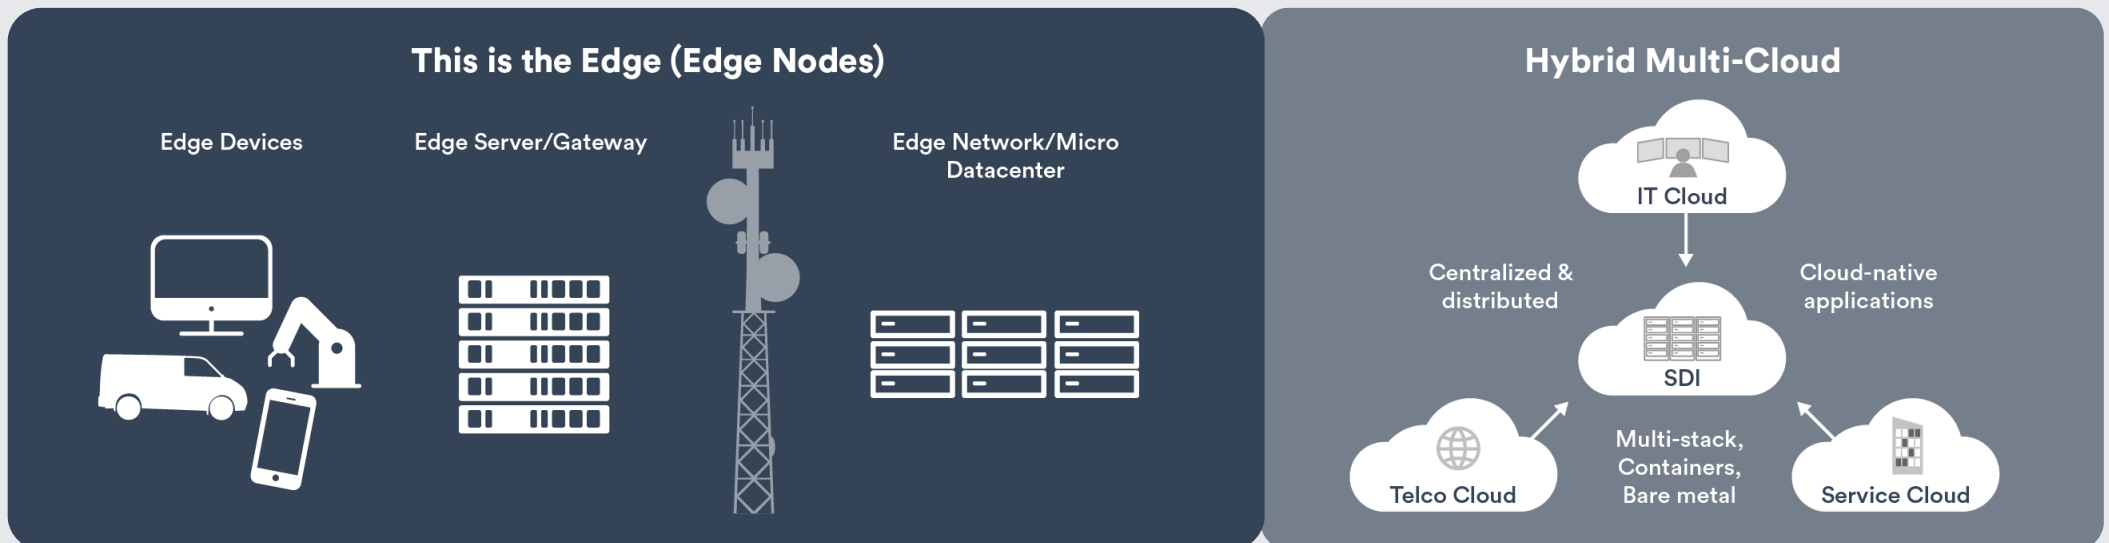 This is the Edge (Edge Nodes)
Edge Devices
Edge Server/Gateway
Edge Network/Micro
Datacenter
Hybrid Multi-Cloud
IT Cloud
Centralized &
distributed
Cloud-native
applications
SDI
Telco Cloud
Multi-stack,
Containers,
Bare metal
Service Cloud